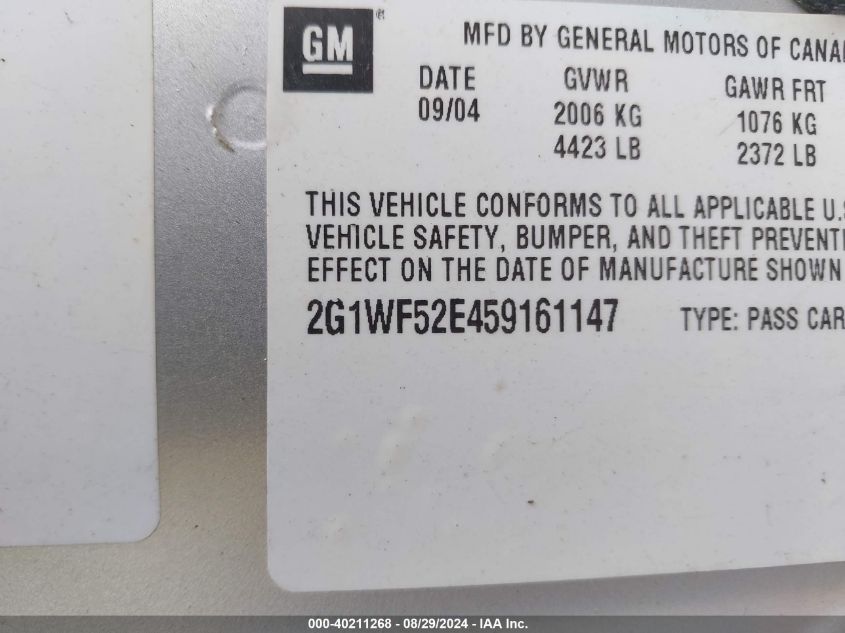 GM®
MFD BY GENERAL MOTORS OF
DATE GVWR GAWR FRT
09/04 2006 KG 1076 KG
4423 LB 2372 LB
THIS VEHICLE CONFORMS TO ALL APPLICABLE U.S
VEHICLE SAFETY, BUMPER, AND THEFT
EFFECT ON THE DATE OF MANUFACTURE SHOWN
2G1WF52E459161147 TYPE: PASS CAR
000-40211268 - 08/29/2024 - IAA Inc.